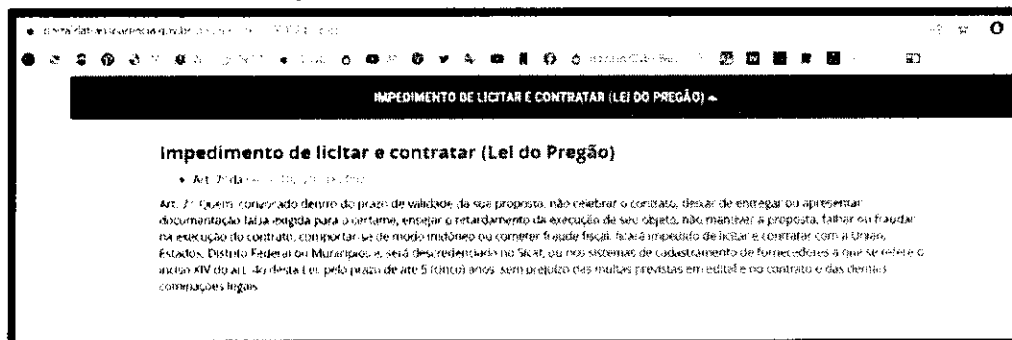 IMPEDIMENTO DE LICITAR E CONTRATAR (LEI DO PREGÃO)
Impedimento de licitar e contratar (Lei do Pregão)
Art. 7º da
Art. 7º Quem, convocado dentro do prazo de validade da sua proposta, não celebrar o contrato, deixar de entregar ou apresentar
documentação falsa exigida para o certame, ensejar o retardamento da execução de seu objeto, não mantiver a proposta, falhar ou fraudar
na execução do contrato, comportar-se de modo inidôneo ou cometer fraude fiscal, ficará impedido de licitar e contratar com a União,
Estados, Distrito Federal ou Municípios e, será descredenciado no Sicaf, ou nos sistemas de cadastramento de fornecedores a que se refere o
inciso XIV do art. 4o desta Lei, pelo prazo de até 5 (cinco) anos, sem prejuízo das multas previstas em edital e no contrato e das demais
cominações legais